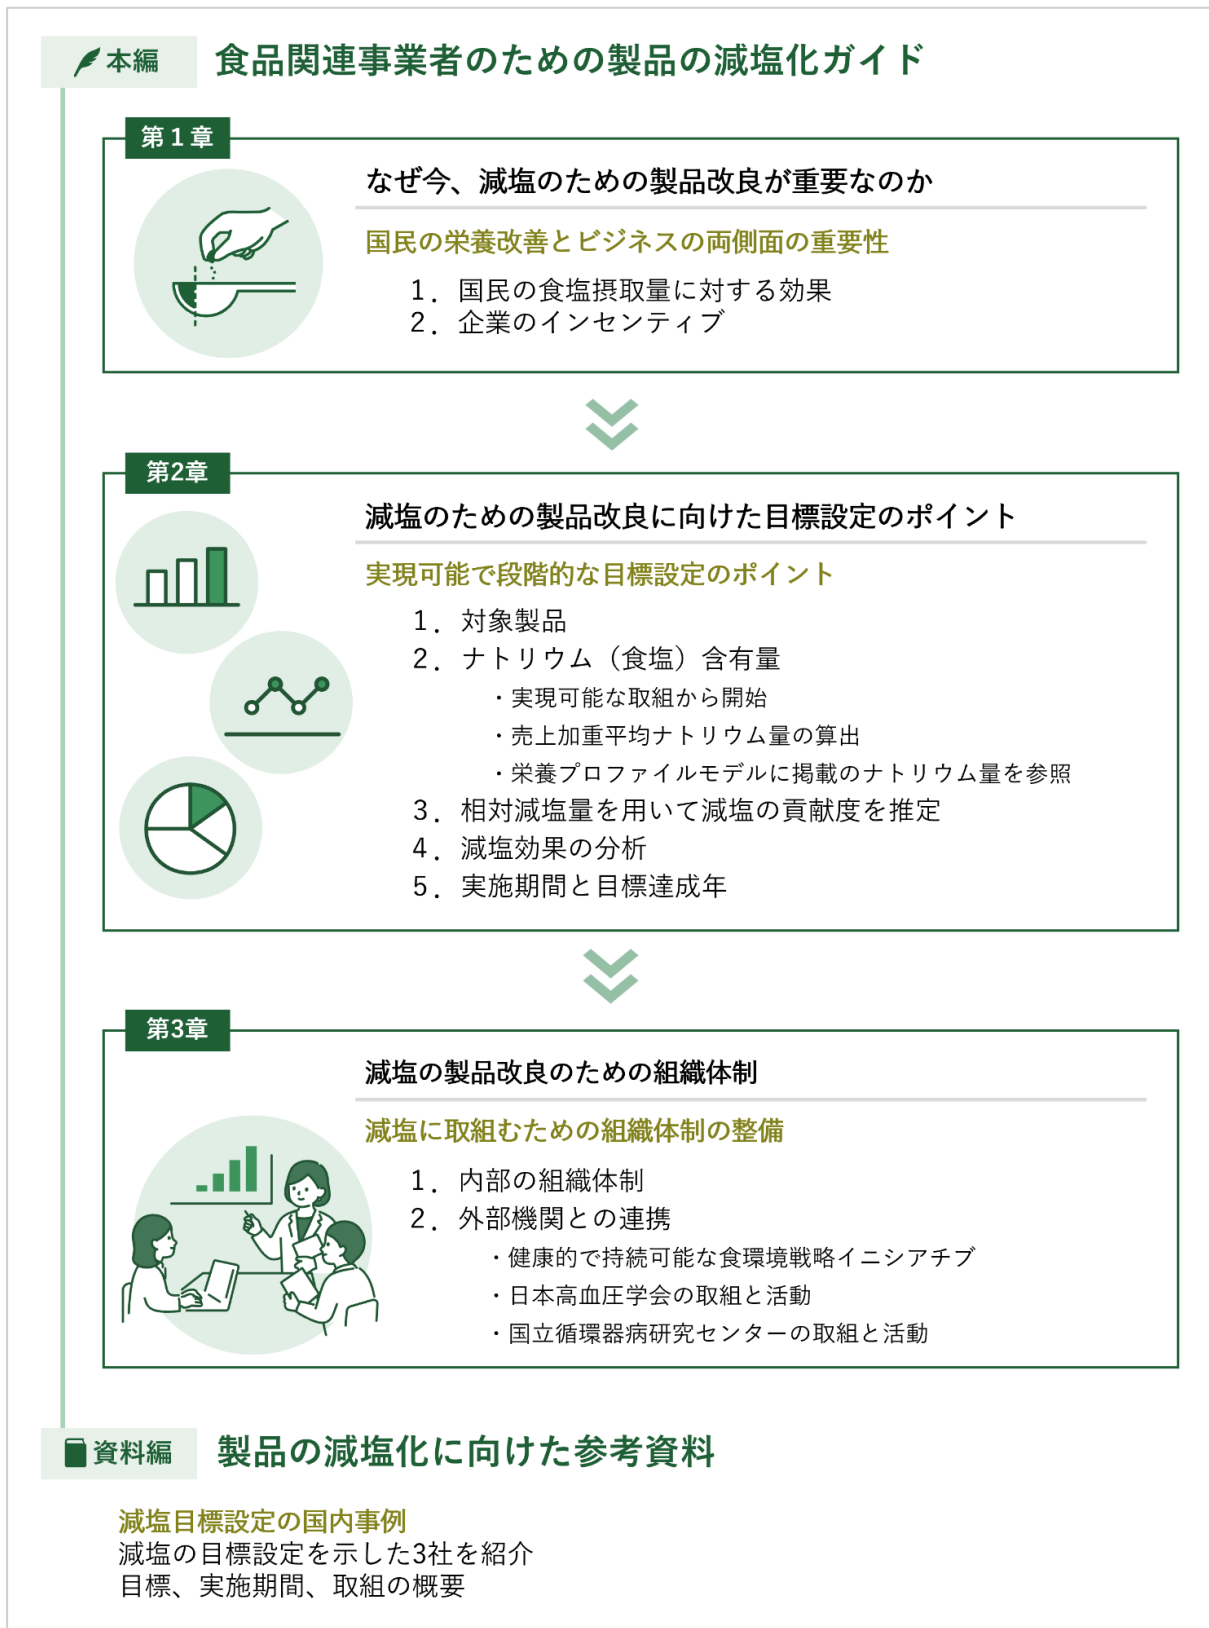 本編
食品関連事業者のための製品の減塩化ガイド
第1章
なぜ今、減塩のための製品改良が重要なのか
国民の栄養改善とビジネスの両側面の重要性
1. 国民の食塩摂取量に対する効果
2. 企業のインセンティブ
第2章
減塩のための製品改良に向けた目標設定のポイント
実現可能で段階的な目標設定のポイント
1. 対象製品
2. ナトリウム（食塩）含有量
・実現可能な取組から開始
・売上加重平均ナトリウム量の算出
・栄養プロファイルモデルに掲載のナトリウム量を参照
3. 相対減塩量を用いて減塩の貢献度を推定
4. 減塩効果の分析
5. 実施期間と目標達成年
第3章
減塩の製品改良のための組織体制
減塩に取組むための組織体制の整備
1. 内部の組織体制
2. 外部機関との連携
・健康的で持続可能な食環境戦略イニシアチブ
・日本高血圧学会の取組と活動
・国立循環器病研究センターの取組と活動
資料編
製品の減塩化に向けた参考資料
減塩目標設定の国内事例
減塩の目標設定を示した3社を紹介
目標、実施期間、取組の概要